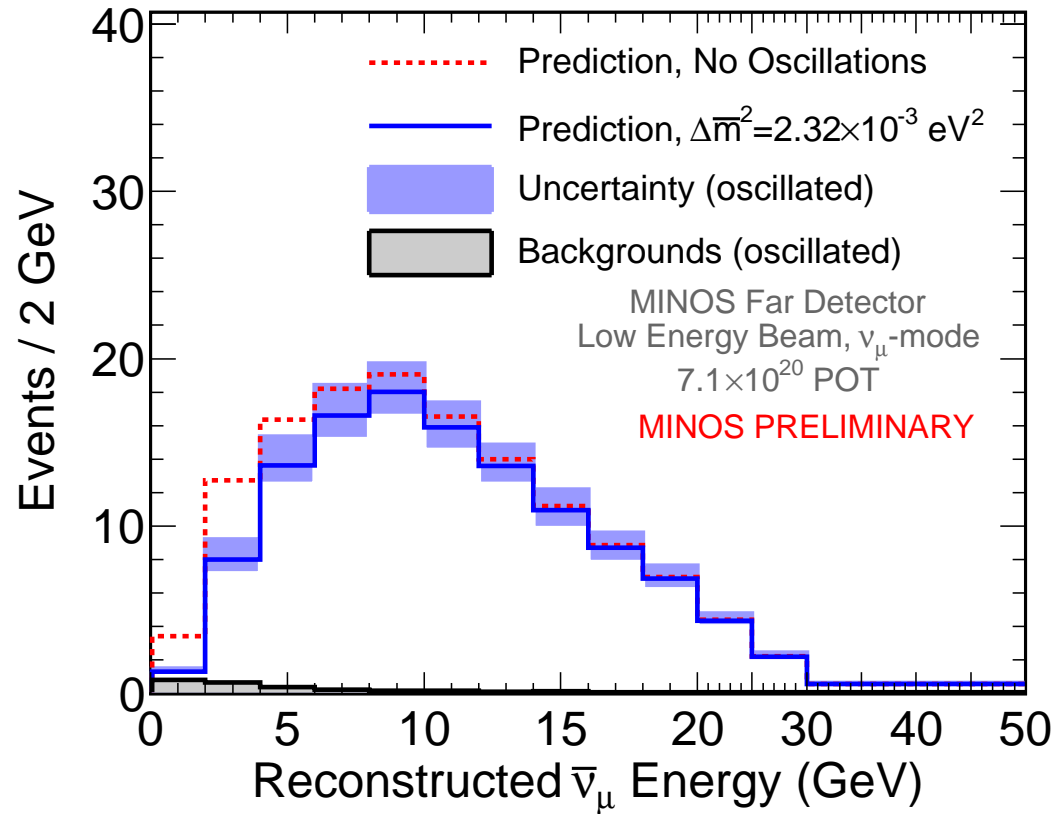 40
30
20
10
0
Events / 2 GeV
Prediction, No Oscillations
Prediction, Δm̅²=2.32×10⁻³ eV²
Uncertainty (oscillated)
Backgrounds (oscillated)
MINOS Far Detector
Low Energy Beam, νμ-mode
7.1×10²⁰ POT
MINOS PRELIMINARY
0 5 10 15 20 30 40 50
Reconstructed ν̅μ Energy (GeV)